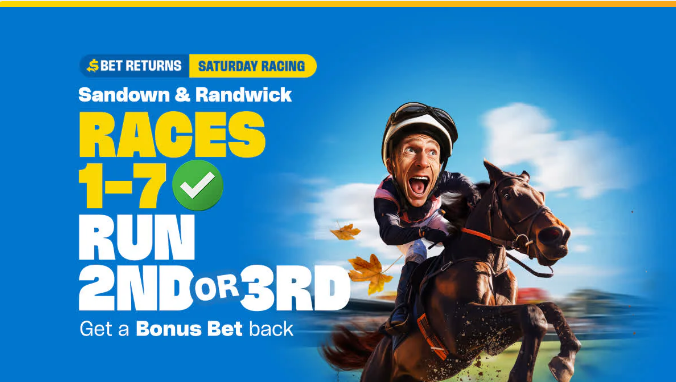 $ BET RETURNS SATURDAY RACING
Sandown & Randwick
RACES
1-7
RUN
2ND OR 3RD
Get a Bonus Bet back